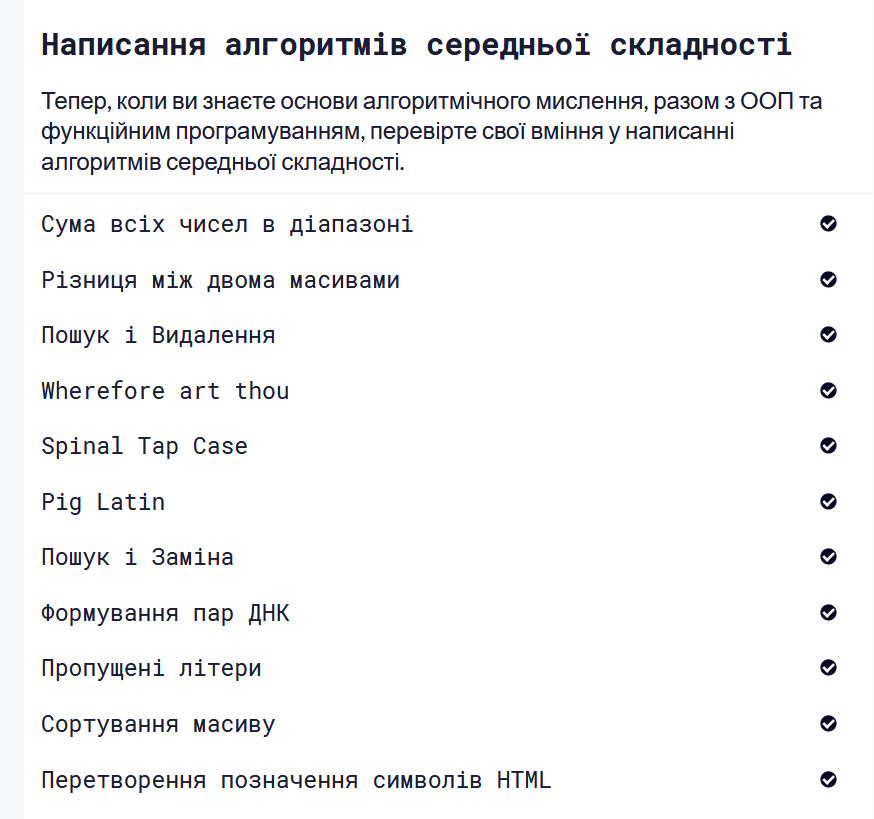 Написання алгоритмів середньої складності
Тепер, коли ви знаєте основи алгоритмічного мислення, разом з ООП та
функційним програмуванням, перевірте свої вміння у написанні
алгоритмів середньої складності.
Сума всіх чисел в діапазоні
Різниця між двома масивами
Пошук і Видалення
Wherefore art thou
Spinal Tap Case
Pig Latin
Пошук і Заміна
Формування пар ДНК
Пропущені літери
Сортування масиву
Перетворення позначення символів HTML